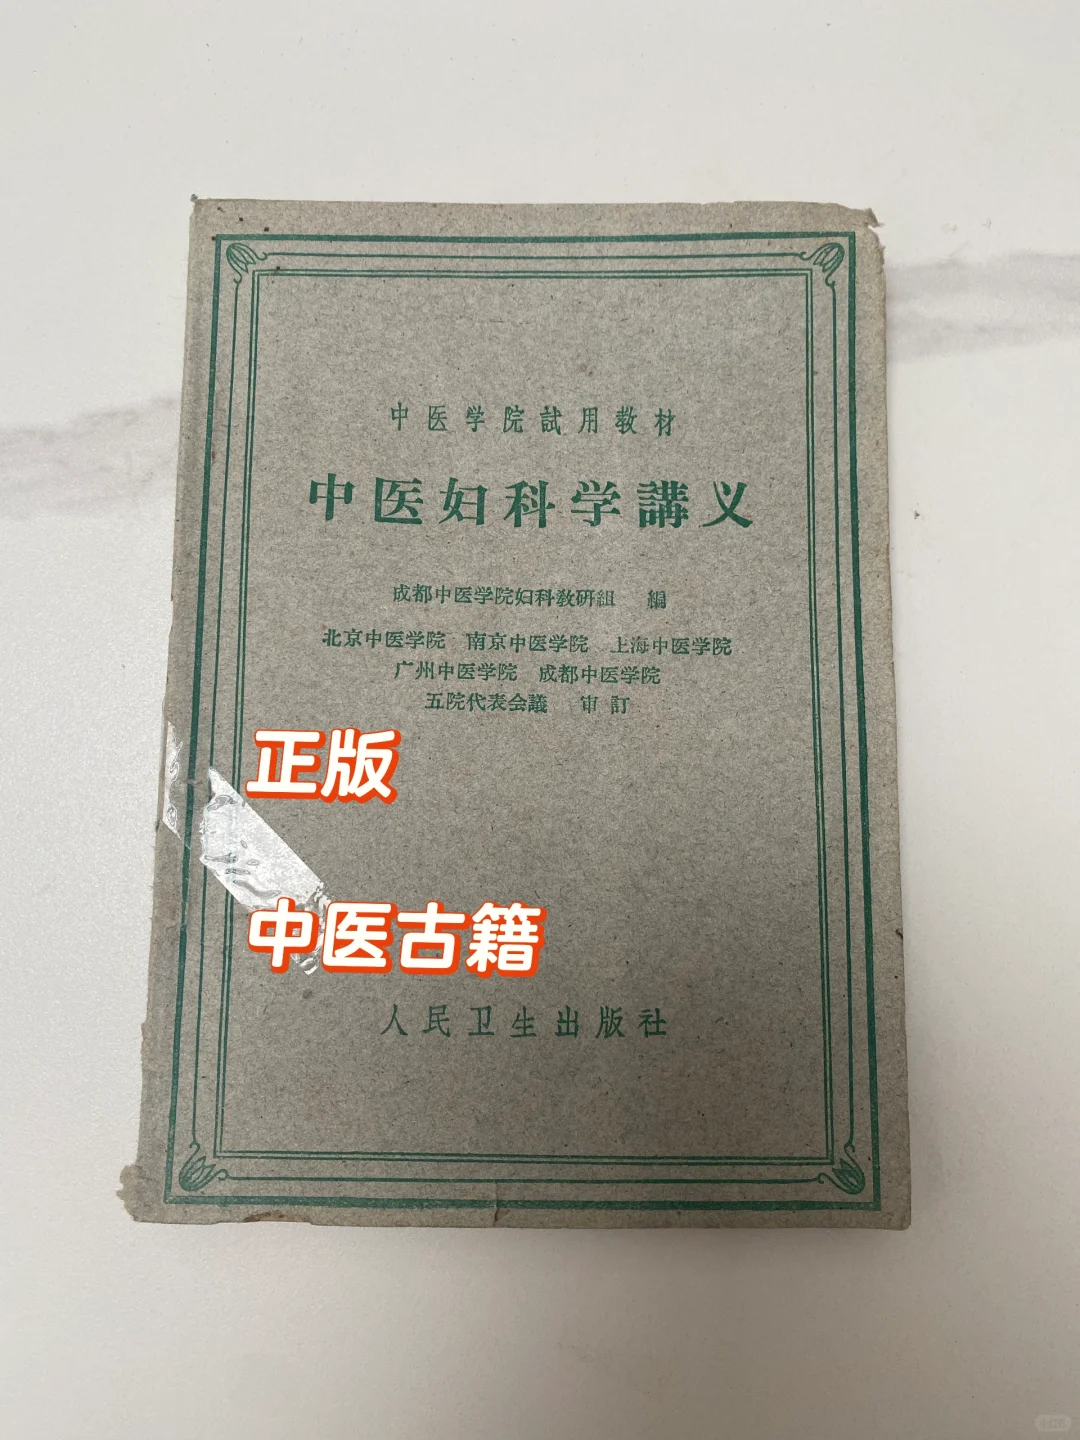 中医学院試用教材
中医妇科学講义
成都中医学院妇科教研組 編
北京中医学院 南京中医学院 上海中医学院
广州中医学院 成都中医学院
五院代表会議 审訂
正版
中医古籍
人民卫生出版社